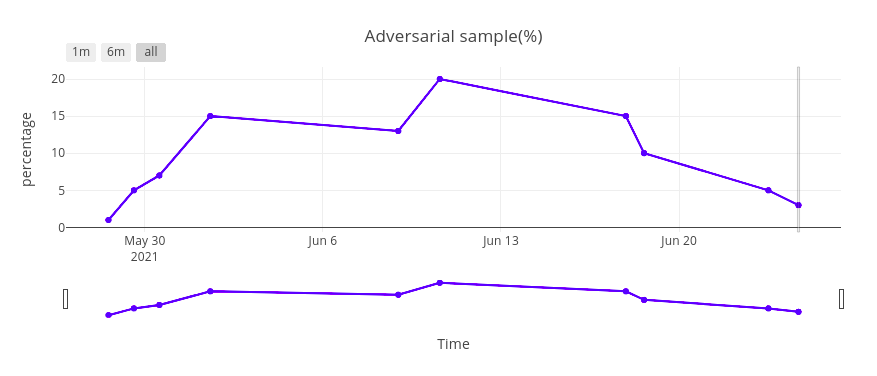 Adversarial sample(%)
1m 6m all
20
15
10
5
0
percentage
May 30 Jun 6 Jun 13 Jun 20
2021
Time